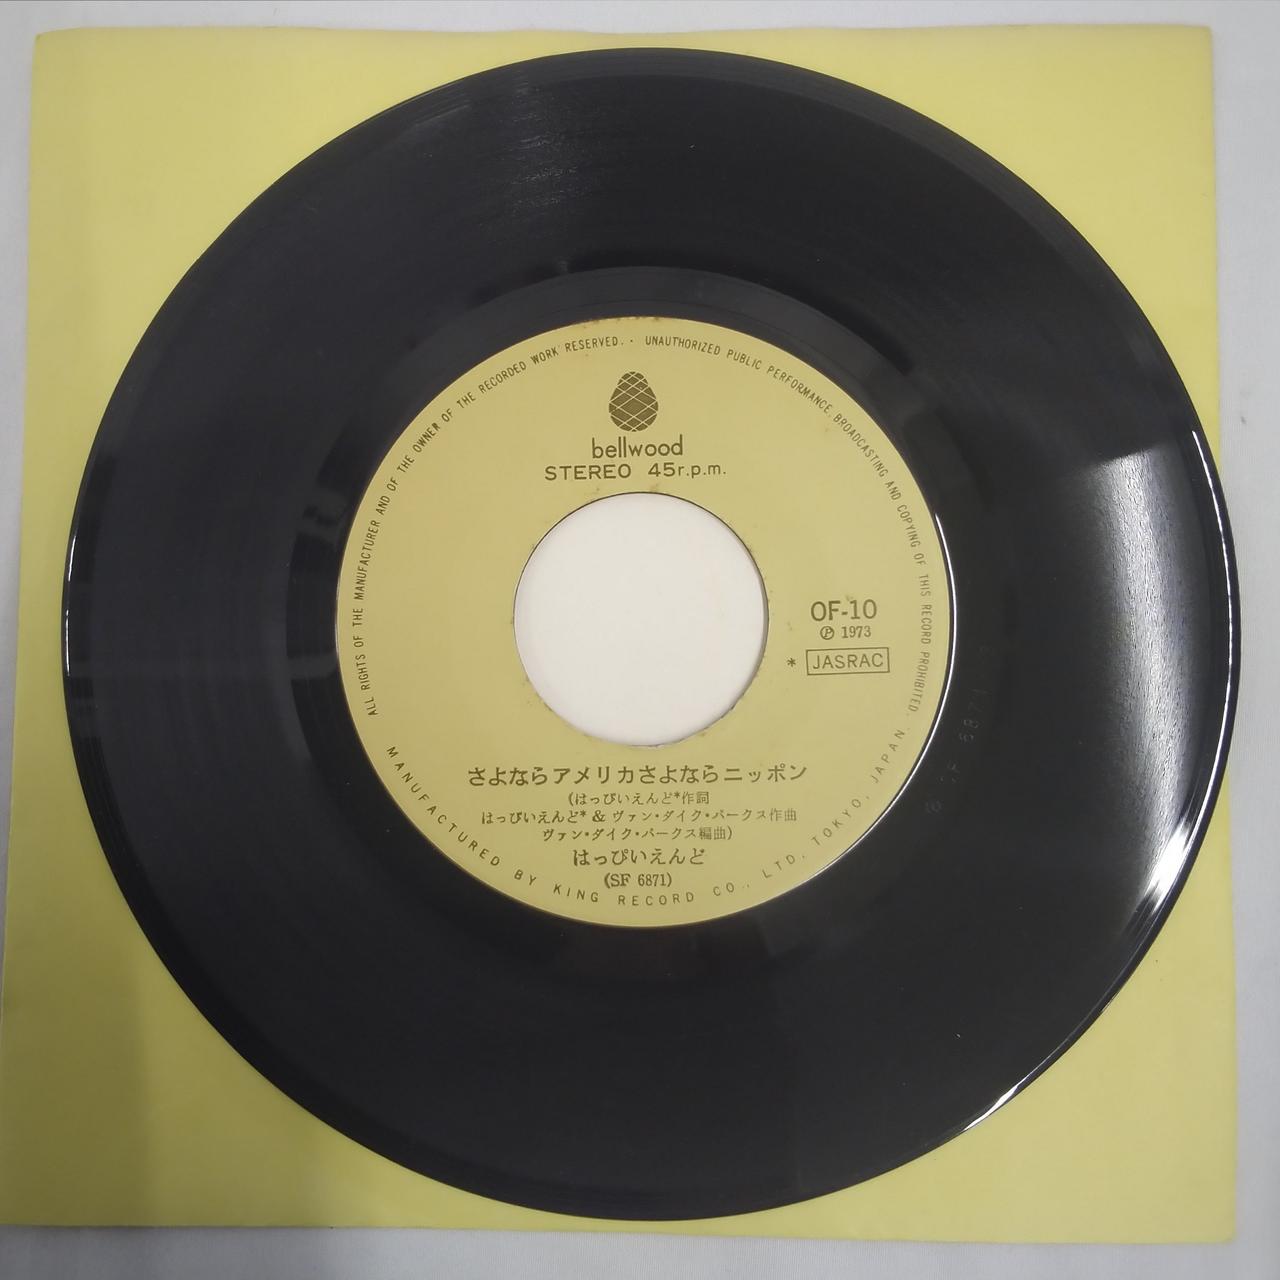 ALL RIGHTS OF THE MANUFACTURER AND OF THE OWNER OF THE RECORDED WORK RESERVED. · UNAUTHORIZED PUBLIC PERFORMANCE, BROADCASTING AND COPYING OF THIS RECORD PROHIBITED.
bellwood
STEREO 45r.p.m.
OF-10
Ⓟ 1973
* JASRAC
さよならアメリカさよならニッポン
(はっぴいえんど*作詞
はっぴいえんど* & ヴァン・ダイク・パークス作曲
ヴァン・ダイク・パークス編曲)
はっぴいえんど
(SF 6871)
MANUFACTURED BY KING RECORD CO., LTD, TOKYO, JAPAN